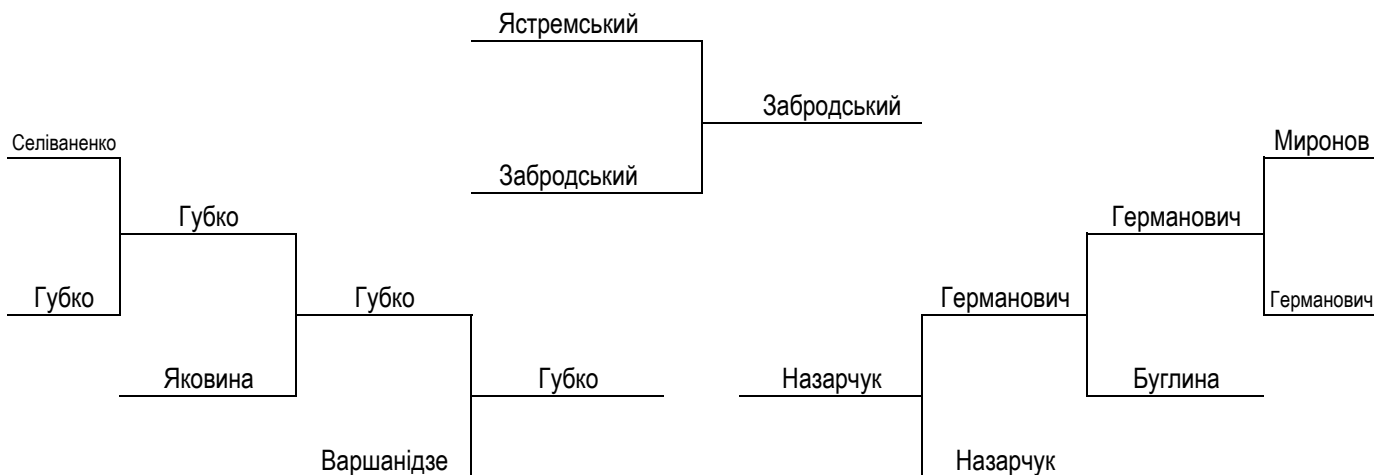 Ястремський
Забродський
Селіваненко
Миронов
Забродський
Губко
Германович
Губко
Губко
Германович
Германович
Яковина
Губко
Назарчук
Буглина
Варшанідзе
Назарчук